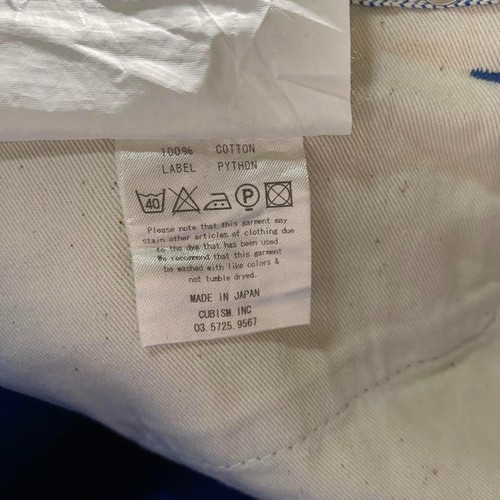 100% COTTON
LABEL PYTHON
40 P
Please note that this garment may
stain other articles of clothing due
to the dye that has been used.
We recommend that this garment
be washed with like colors &
not tumble dryed.
MADE IN JAPAN
CUBISM.INC
03.5725.9567